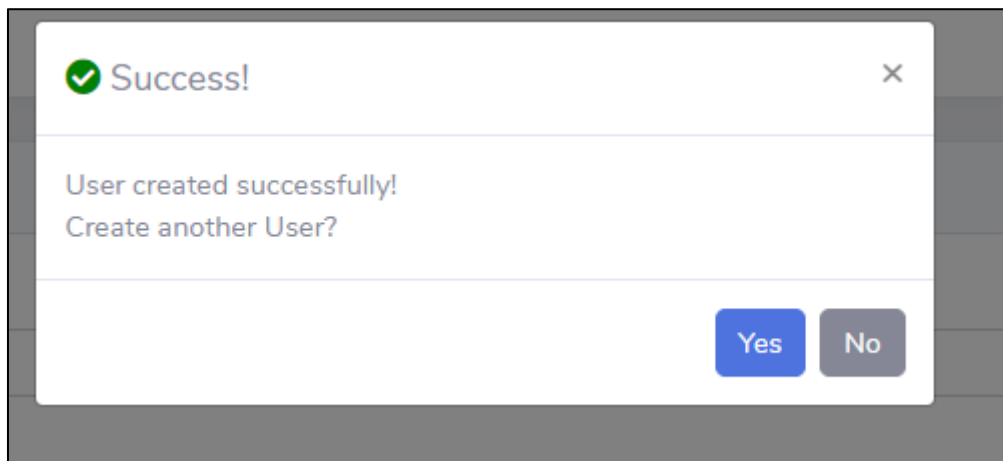 Success!
User created successfully!
Create another User?
Yes
No